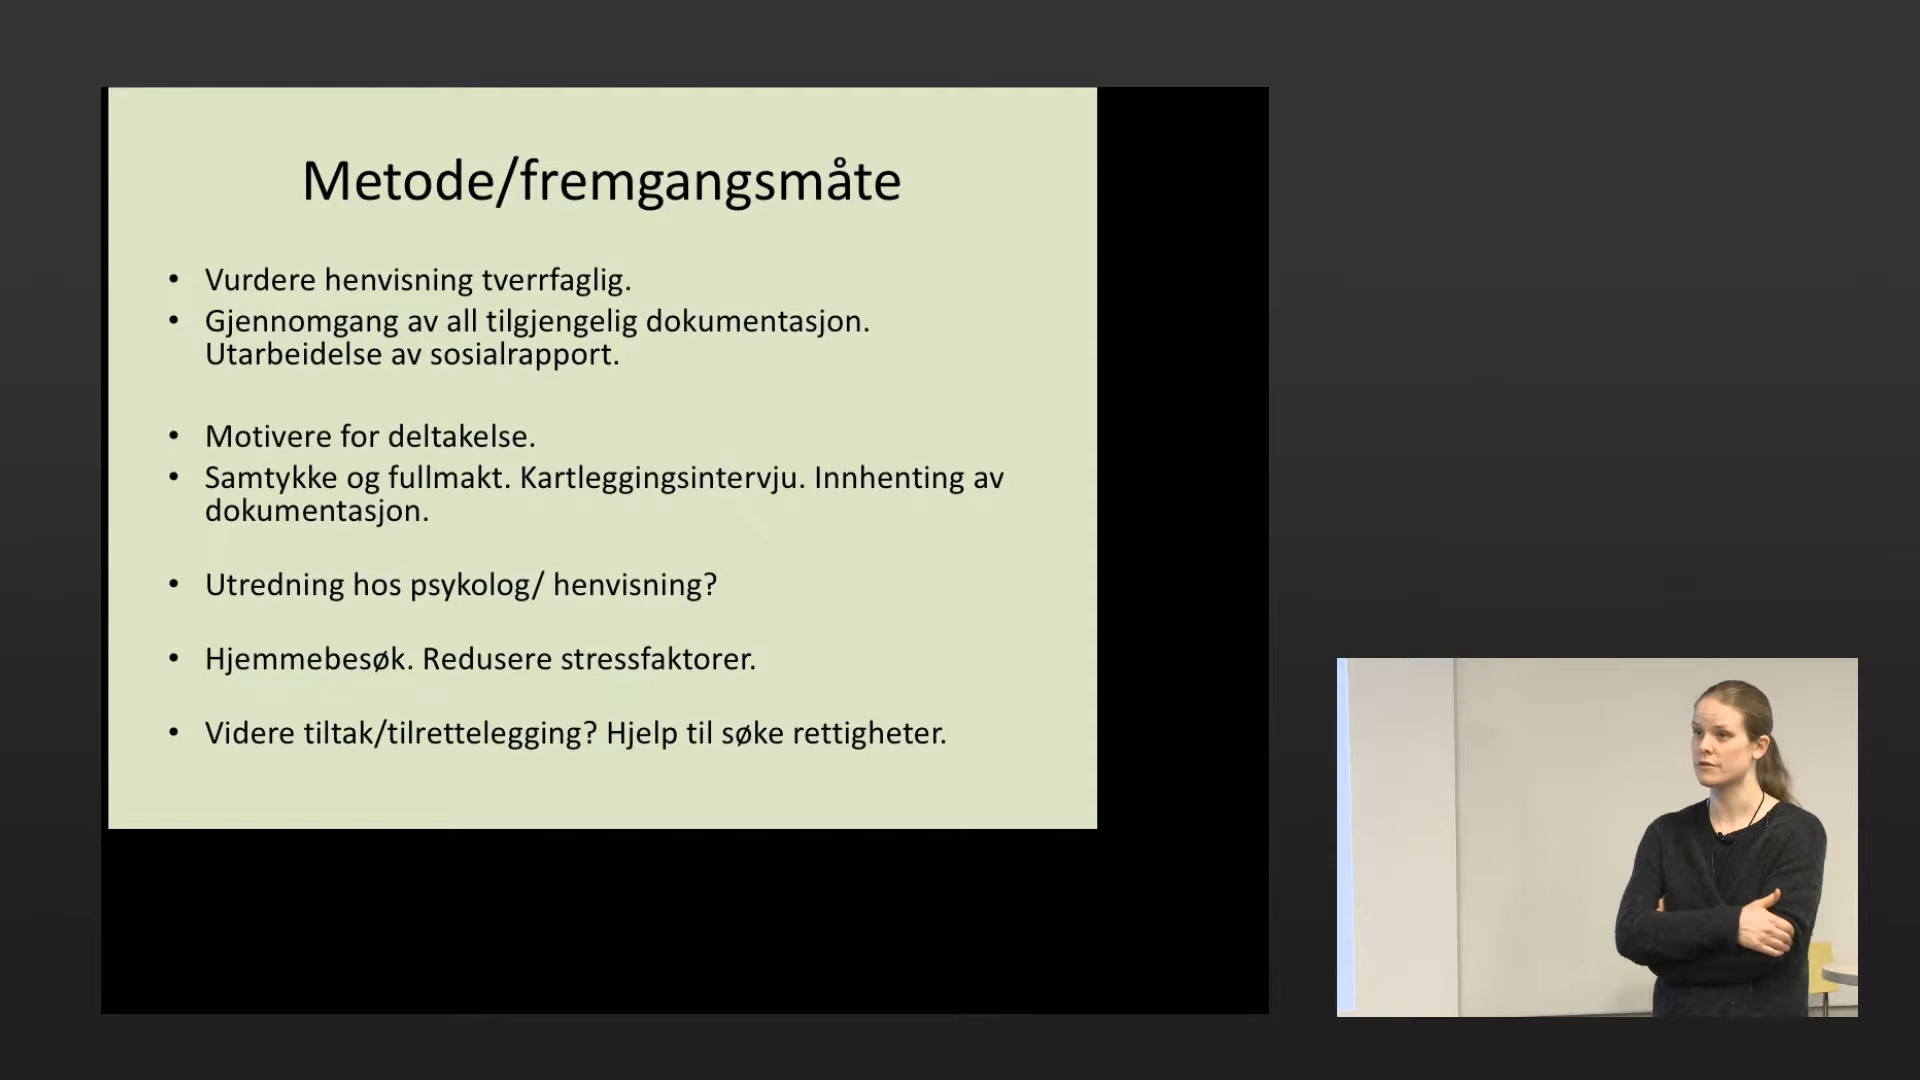 Metode/fremgangsmåte
• Vurdere henvisning tverrfaglig.
• Gjennomgang av all tilgjengelig dokumentasjon.
Utarbeidelse av sosialrapport.
• Motivere for deltakelse.
• Samtykke og fullmakt. Kartleggingsintervju. Innhenting av
dokumentasjon.
• Utredning hos psykolog/ henvisning?
• Hjemmebesøk. Redusere stressfaktorer.
• Videre tiltak/tilrettelegging? Hjelp til søke rettigheter.